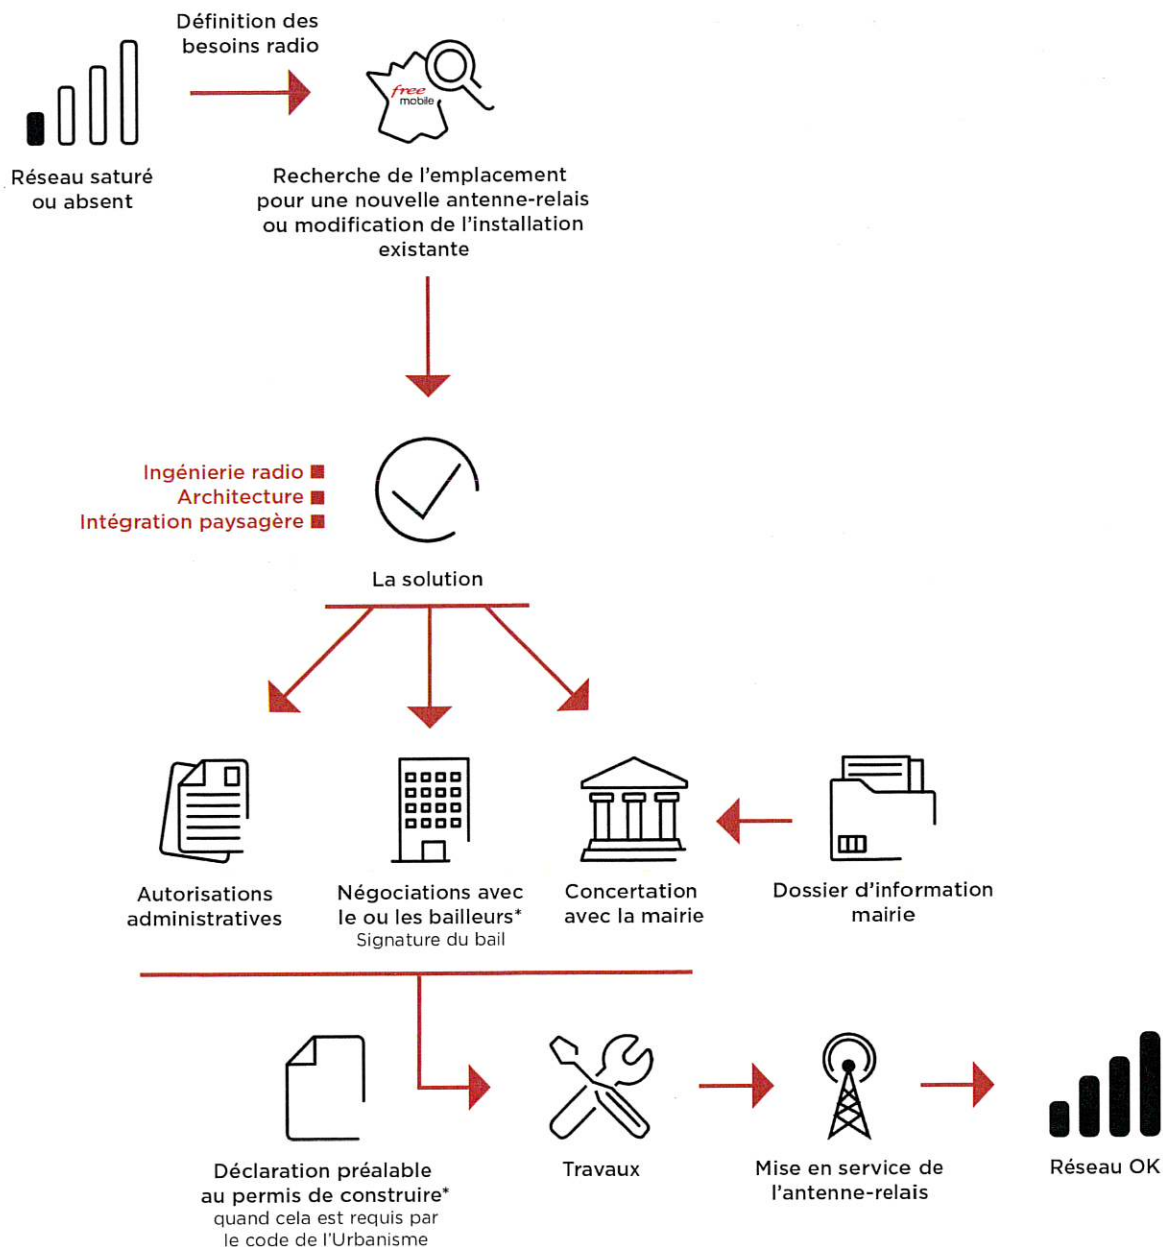 Définition des
besoins radio
free
mobile
Réseau saturé
ou absent
Recherche de l'emplacement
pour une nouvelle antenne-relais
ou modification de l'installation
existante
Ingénierie radio
Architecture
Intégration paysagère
La solution
Autorisations
administratives
Négociations avec
le ou les bailleurs*
Signature du bail
Concertation
avec la mairie
Dossier d'information
mairie
Déclaration préalable
au permis de construire*
quand cela est requis par
le code de l'Urbanisme
Travaux
Mise en service de
l'antenne-relais
Réseau OK